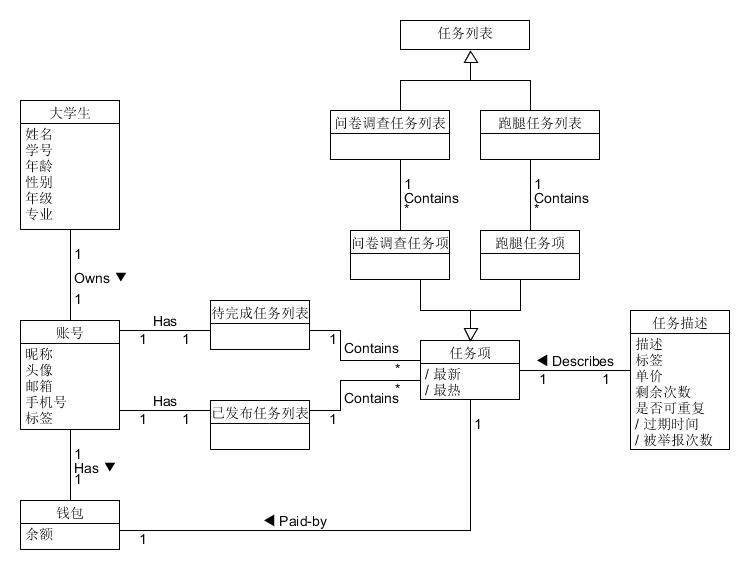 任务列表
大学生
姓名
学号
年龄
性别
年级
专业
问卷调查任务列表
跑腿任务列表
1
Contains
*
1
Contains
*
问卷调查任务项
跑腿任务项
1
Owns ▼
1
账号
昵称
头像
邮箱
手机号
标签
Has
1
1
待完成任务列表
1
Contains
*
任务项
/ 最新
/ 最热
◀ Describes
1
1
任务描述
描述
标签
单价
剩余次数
是否可重复
/ 过期时间
/ 被举报次数
Has
1
1
已发布任务列表
1
*
Contains
1
1
Has ▼
1
钱包
余额
◀ Paid-by
1